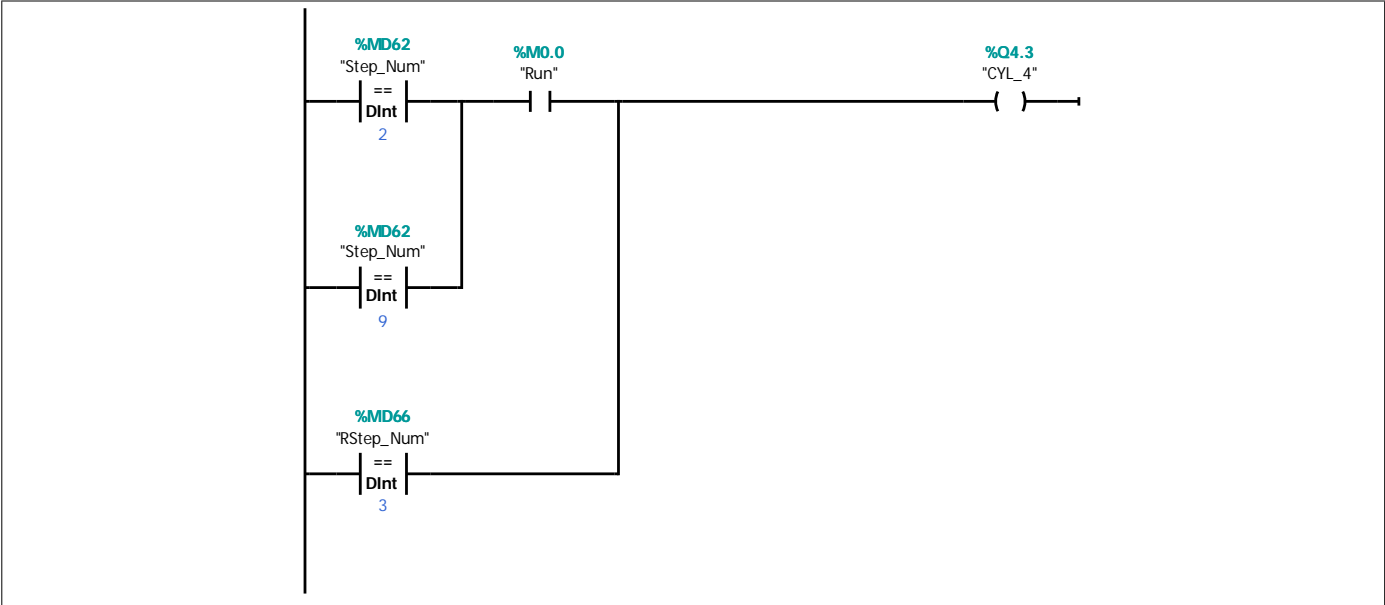 %MD62
"Step_Num"
==
DInt
2
%M0.0
"Run"
%Q4.3
"CYL_4"
%MD62
"Step_Num"
==
DInt
9
%MD66
"RStep_Num"
==
DInt
3